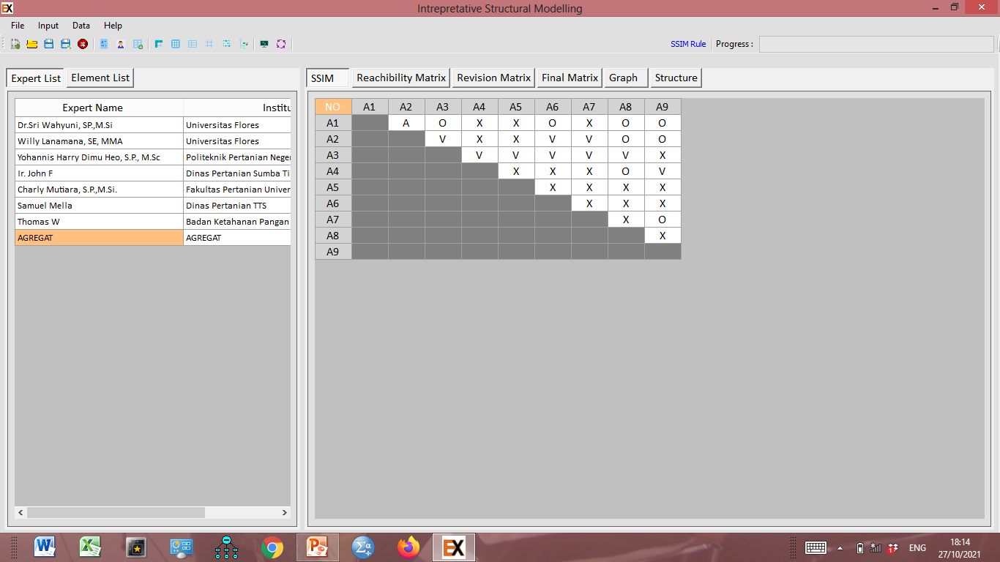 EX Intrepretative Structural Modelling
File Input Data Help
SSIM Rule Progress :
Expert List Element List
SSIM Reachibility Matrix Revision Matrix Final Matrix Graph Structure
Expert Name Institu
Dr.Sri Wahyuni, SP.,M.Si Universitas Flores
Willy Lanamana, SE, MMA Universitas Flores
Yohannis Harry Dimu Heo, S.P., M.Sc Politeknik Pertanian Neger
Ir. John F Dinas Pertanian Sumba Ti
Charly Mutiara, S.P.,M.Si. Fakultas Pertanian Univer
Samuel Mella Dinas Pertanian TTS
Thomas W Badan Ketahanan Pangan
AGREGAT AGREGAT
NO A1 A2 A3 A4 A5 A6 A7 A8 A9
A1 A O X X O X O O
A2 V X X V V O O
A3 V V V V V X
A4 X X X O V
A5 X X X X
A6 X X X
A7 X O
A8 X
A9
EX
ENG
18:14
27/10/2021